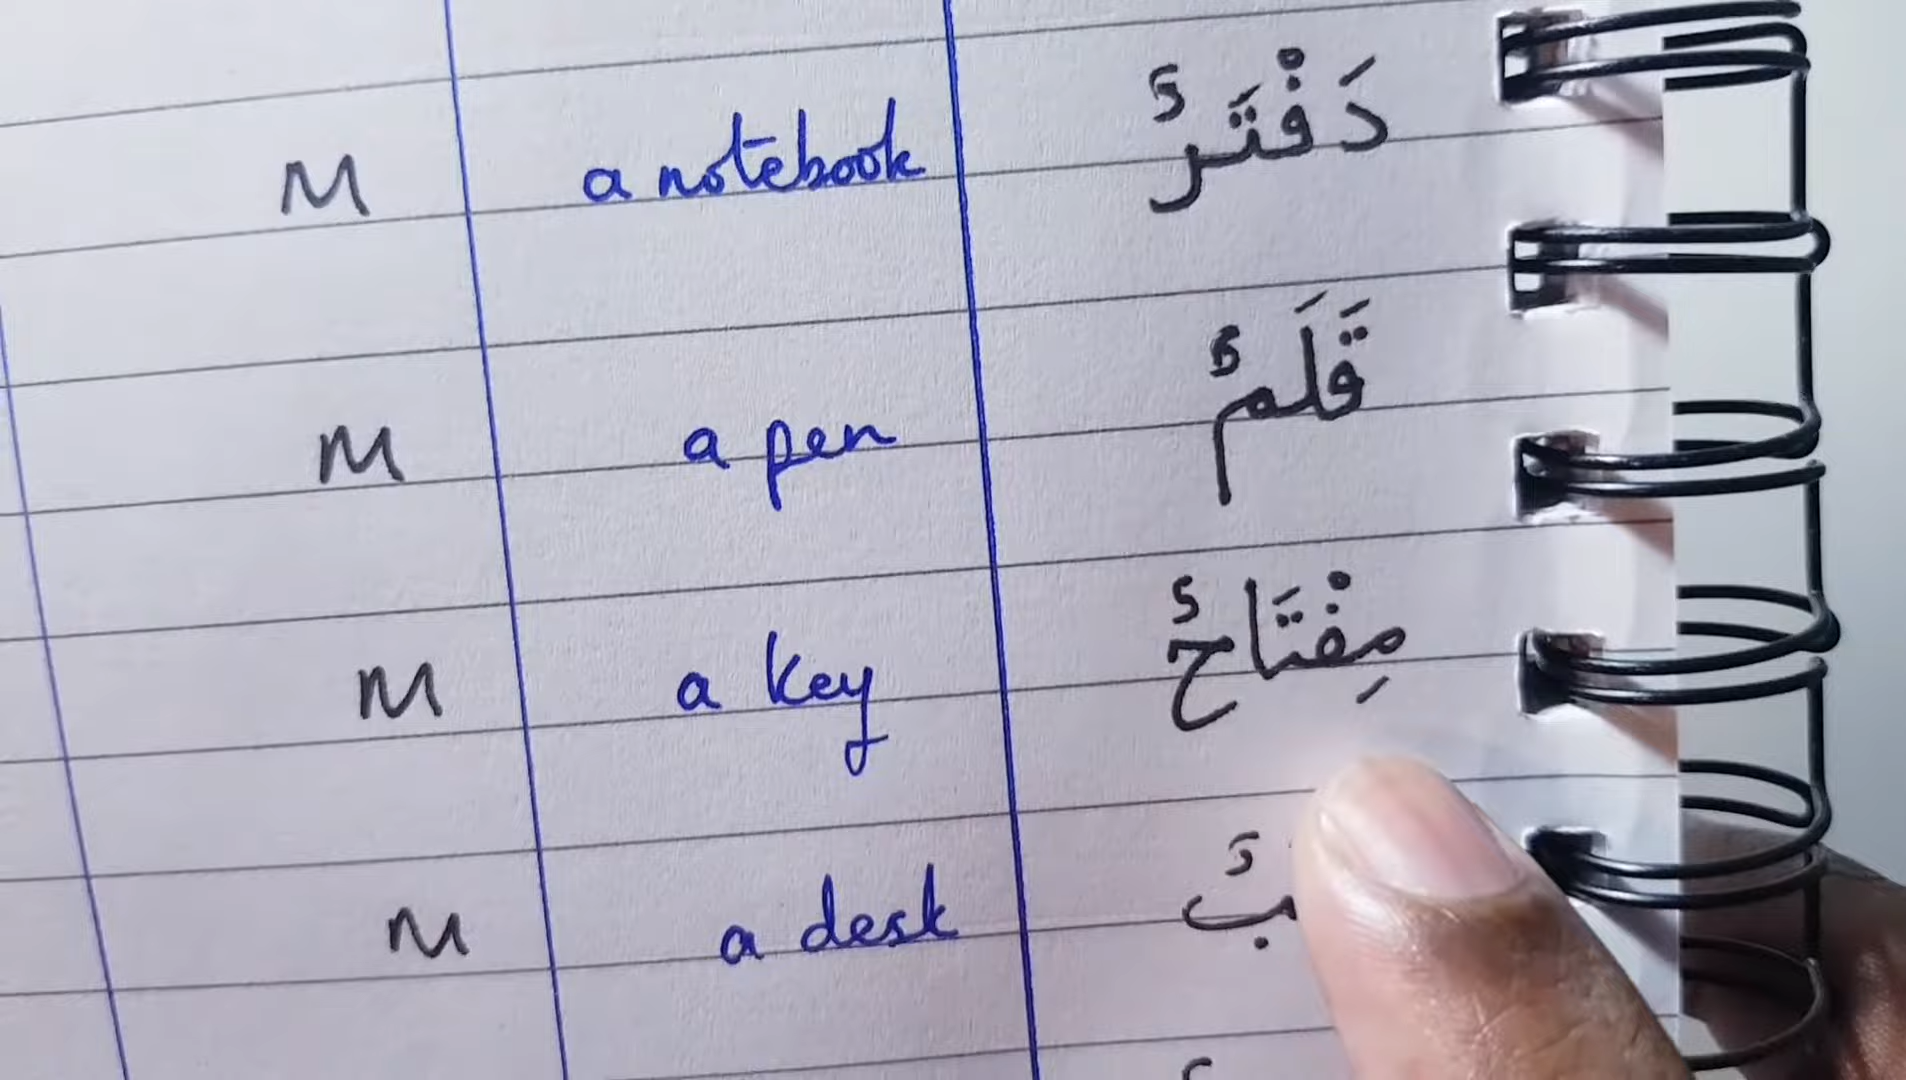 دَفْتَرٌ a notebook M
قَلَمٌ a pen M
مِفْتَاحٌ a key M
a desk M